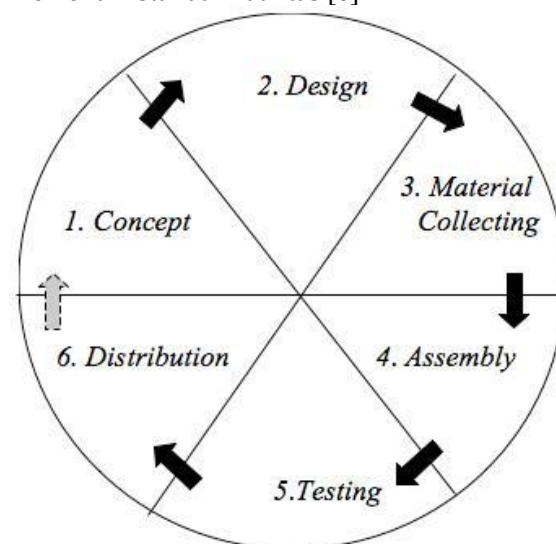 2. Design
3. Material
Collecting
1. Concept
6. Distribution
4. Assembly
5.Testing